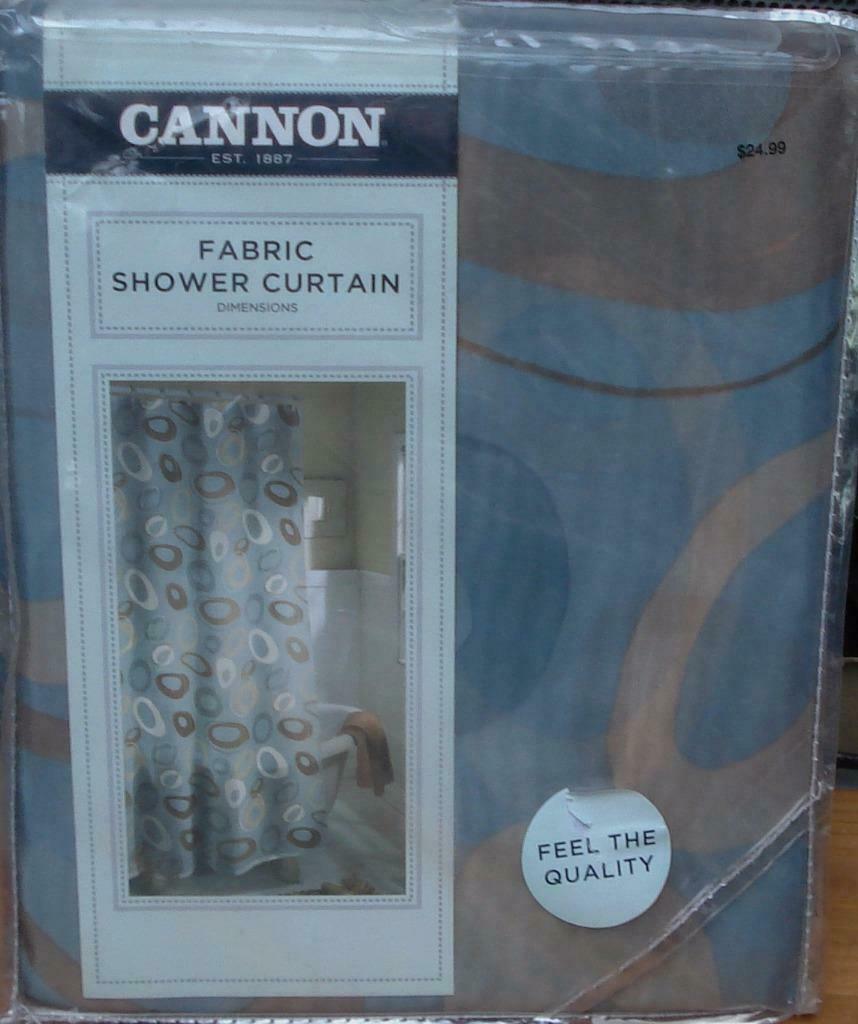 CANNON
EST. 1887
$24.99
FABRIC
SHOWER CURTAIN
DIMENSIONS
FEEL THE
QUALITY